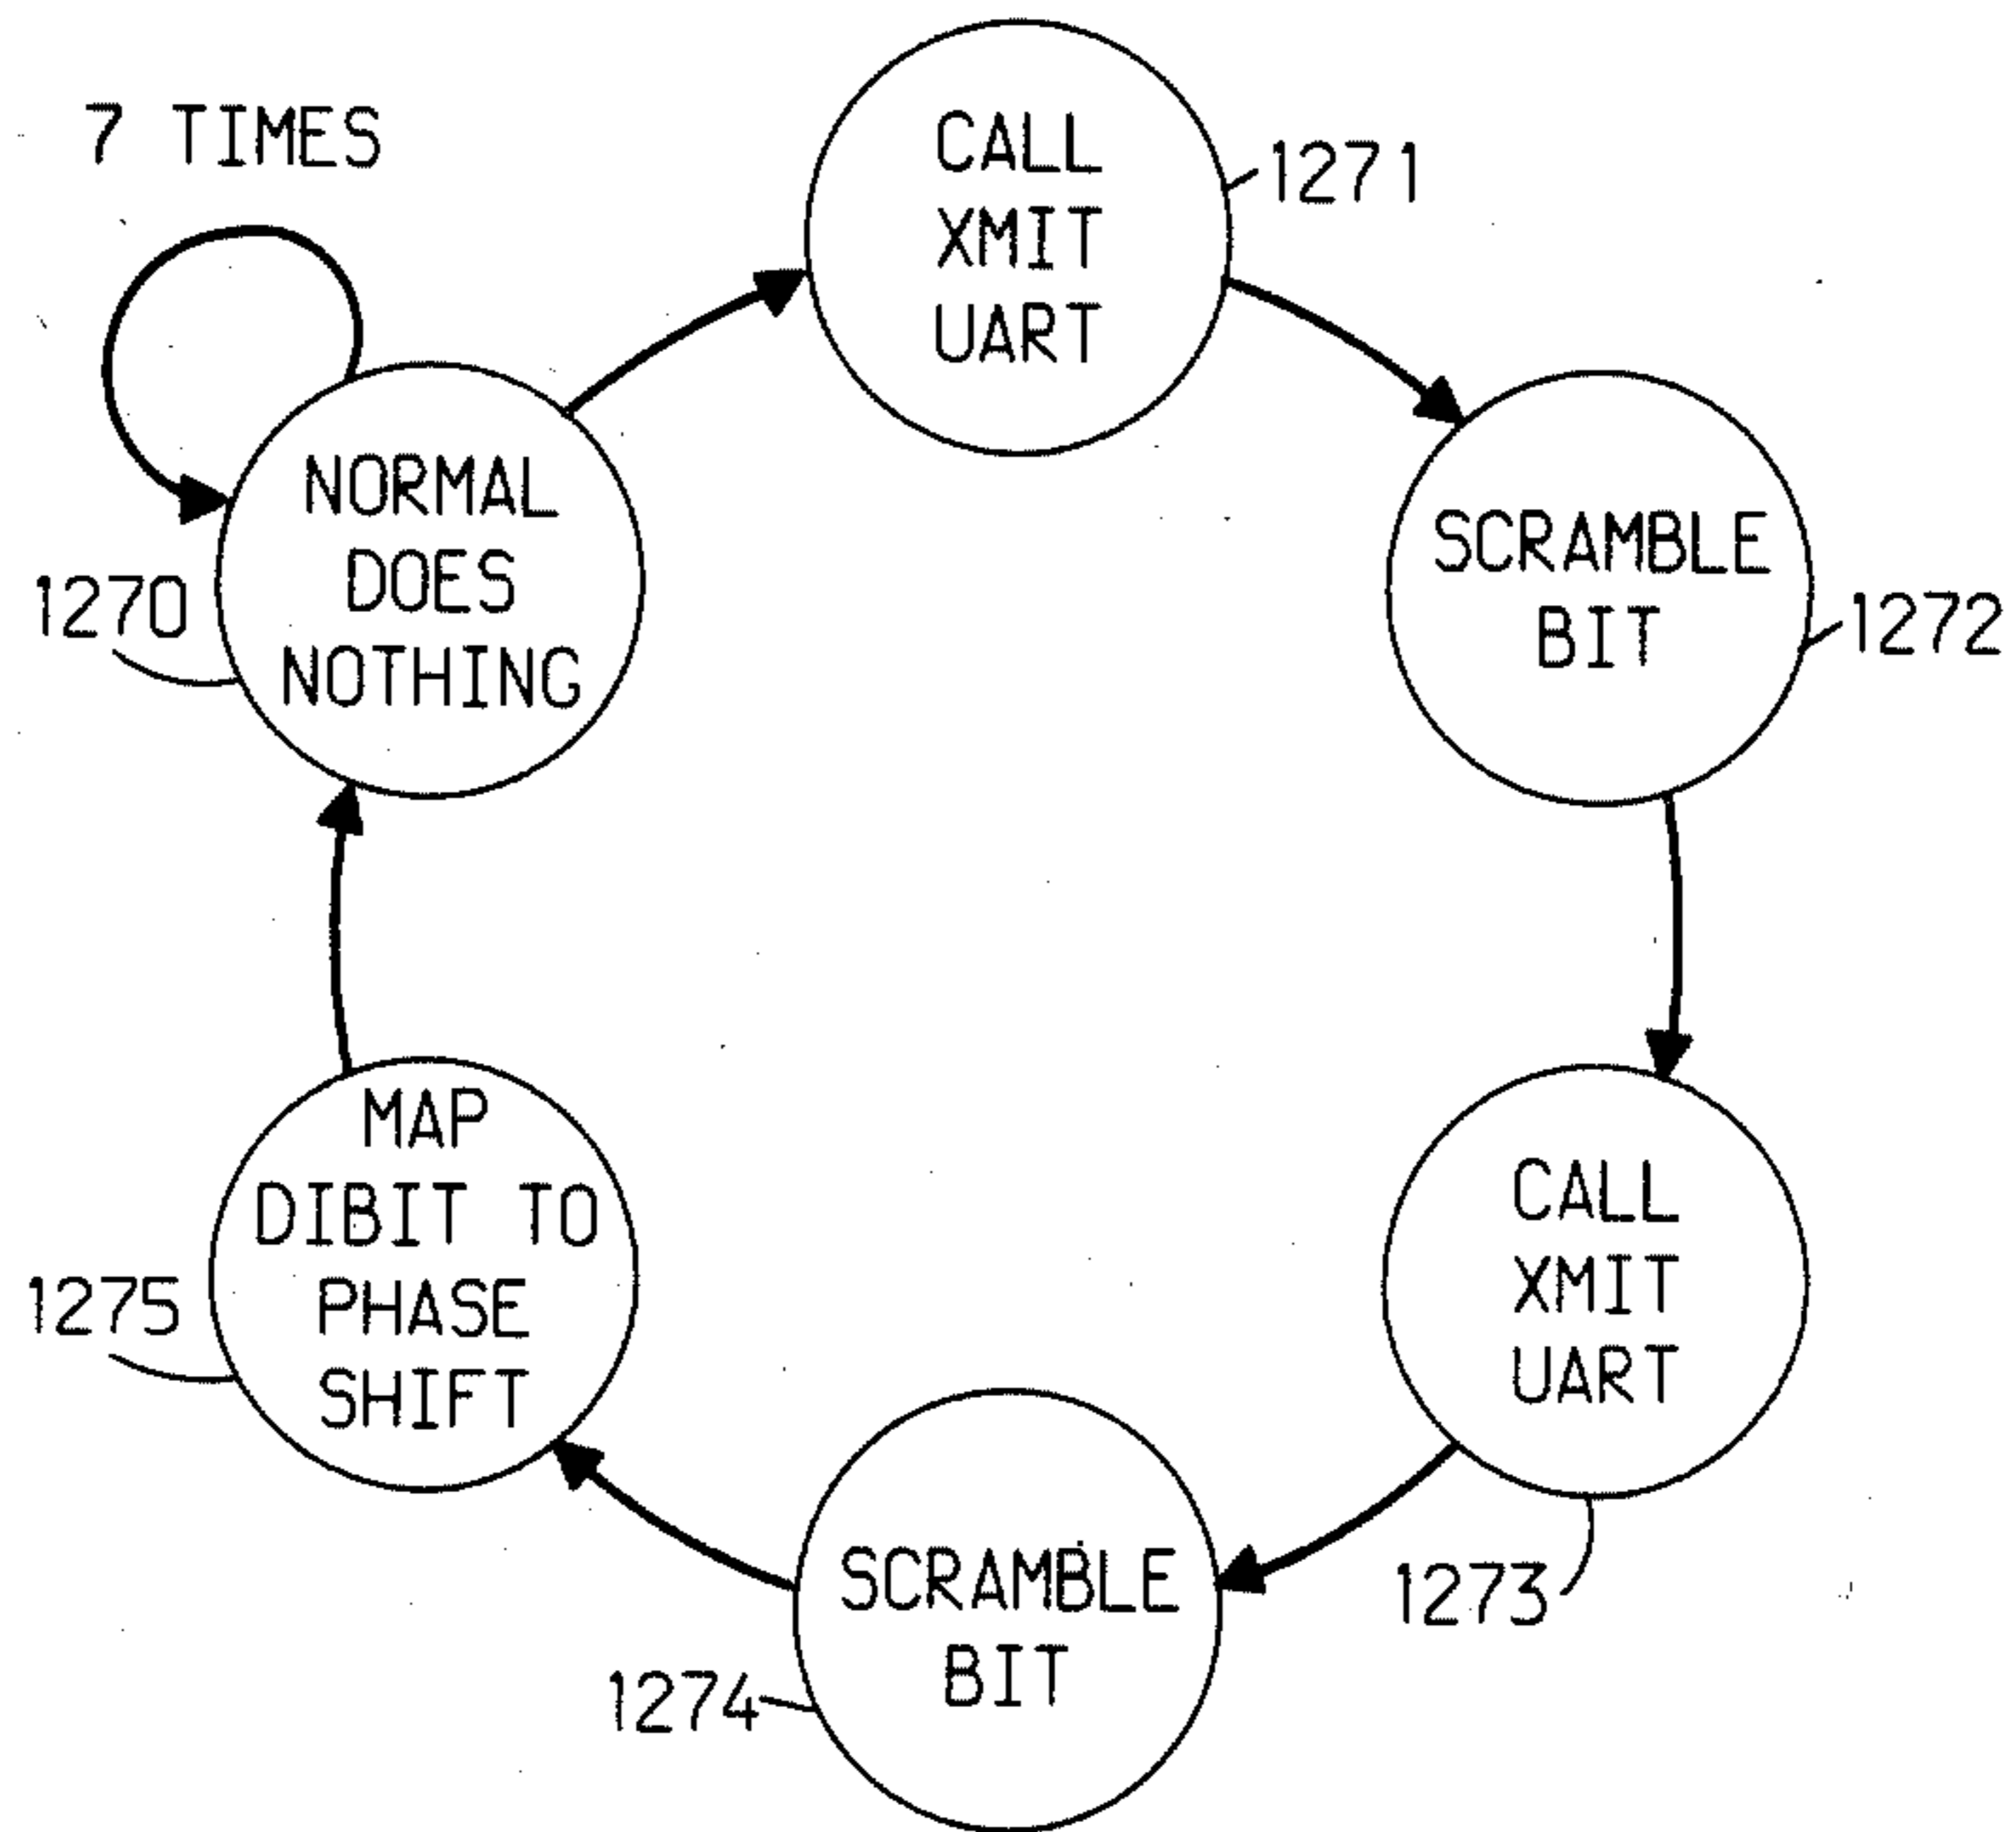 7 TIMES
CALL
XMIT
UART
1271
NORMAL
DOES
NOTHING
1270
SCRAMBLE
BIT
1272
CALL
XMIT
UART
1273
SCRAMBLE
BIT
1274
MAP
DIBIT TO
PHASE
SHIFT
1275